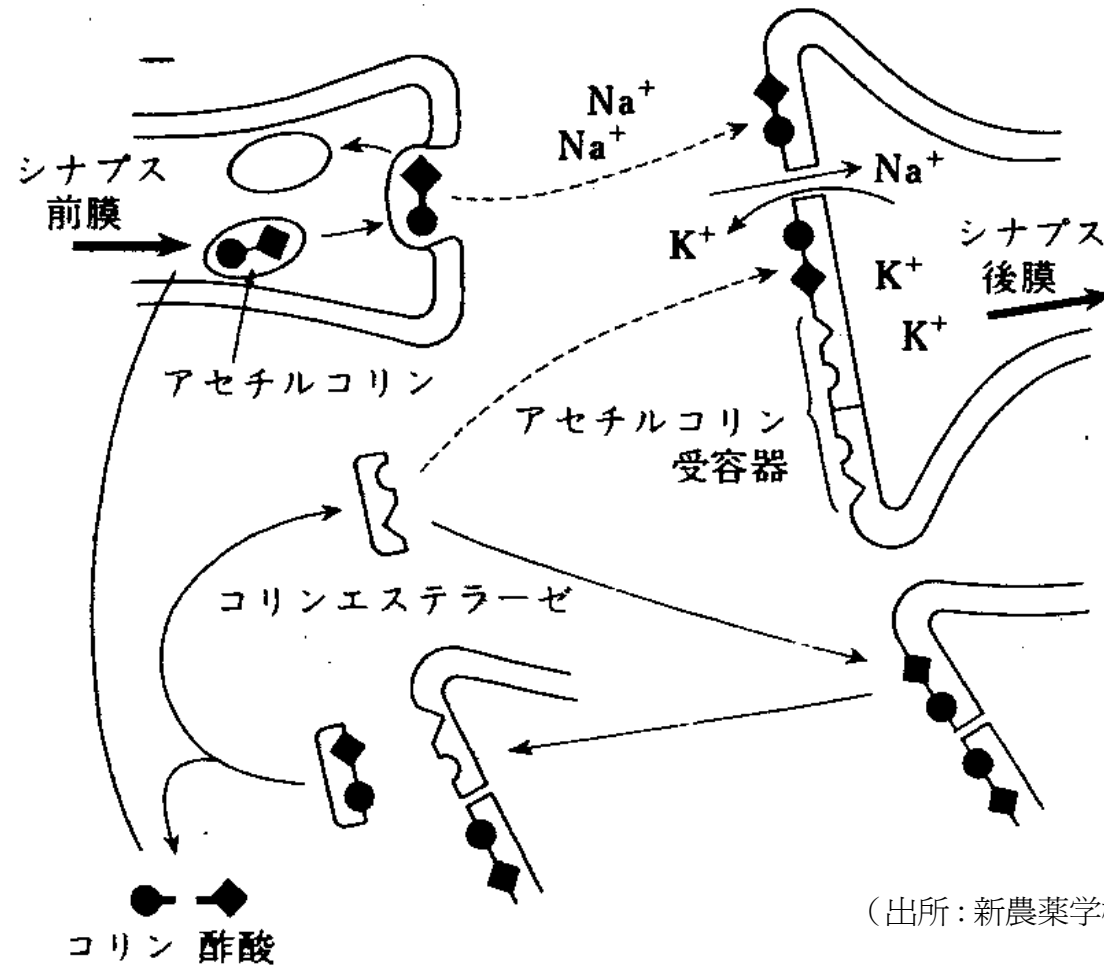 シナプス
前膜
アセチルコリン
Na⁺
Na⁺
Na⁺
K⁺
シナプス
後膜
K⁺
K⁺
アセチルコリン
受容器
コリンエステラーゼ
コリン 酢酸
(出所:新農薬学